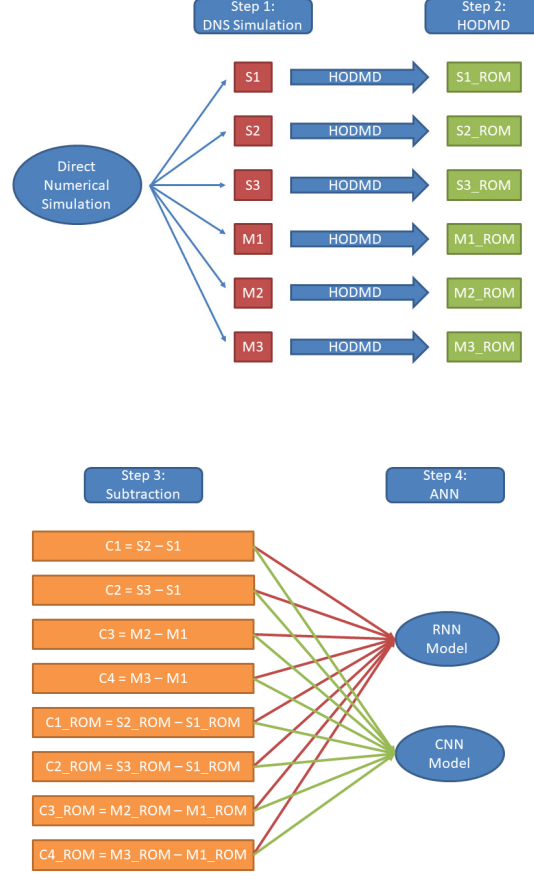 Step 1:
DNS Simulation
Step 2:
HODMD
S1
HODMD
S1_ROM
S2
HODMD
S2_ROM
Direct
Numerical
Simulation
S3
HODMD
S3_ROM
M1
HODMD
M1_ROM
M2
HODMD
M2_ROM
M3
HODMD
M3_ROM
Step 3:
Subtraction
Step 4:
ANN
C1 = S2 – S1
C2 = S3 – S1
C3 = M2 – M1
C4 = M3 – M1
C1_ROM = S2_ROM – S1_ROM
C2_ROM = S3_ROM – S1_ROM
C3_ROM = M2_ROM – M1_ROM
C4_ROM = M3_ROM – M1_ROM
RNN
Model
CNN
Model